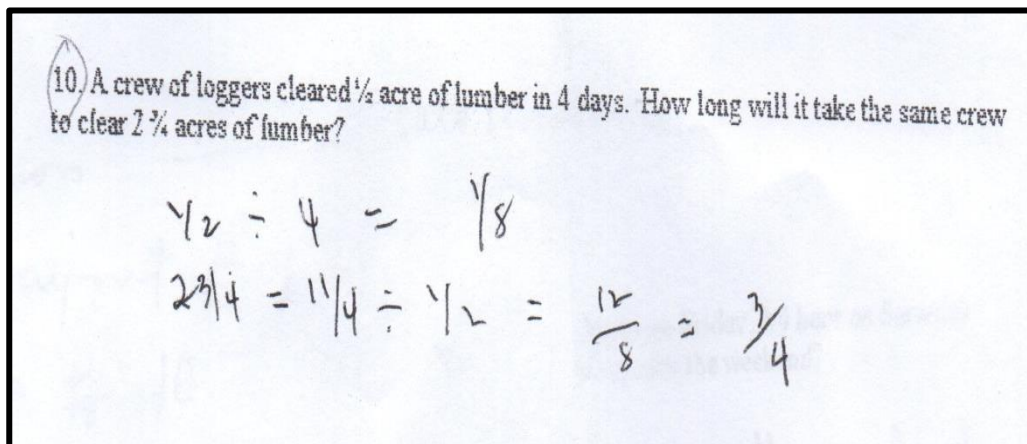 10. A crew of loggers cleared ½ acre of lumber in 4 days. How long will it take the same crew
to clear 2 ¾ acres of lumber?
1/2 ÷ 4 = 1/8
2 3/4 = 11/4 ÷ 1/2 = 12/8 = 3/4